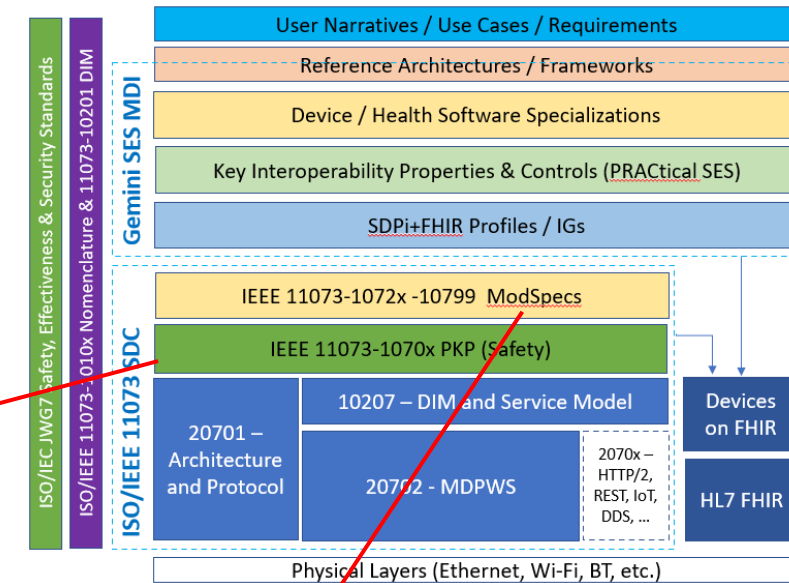 User Narratives / Use Cases / Requirements
Reference Architectures / Frameworks
Device / Health Software Specializations
Key Interoperability Properties & Controls (PRACtical SES)
SDPi+FHIR Profiles / IGs
Gemini SES MDI
ISO/IEC JWG7 Safety, Effectiveness & Security Standards
ISO/IEEE 11073-1010x Nomenclature & 11073-10201 DIM
ISO/IEEE 11073 SDC
IEEE 11073-1072x -10799 ModSpecs
IEEE 11073-1070x PKP (Safety)
20701 –
Architecture
and Protocol
10207 – DIM and Service Model
20702 - MDPWS
2070x –
HTTP/2,
REST, IoT,
DDS, ...
Devices
on FHIR
HL7 FHIR
Physical Layers (Ethernet, Wi-Fi, BT, etc.)